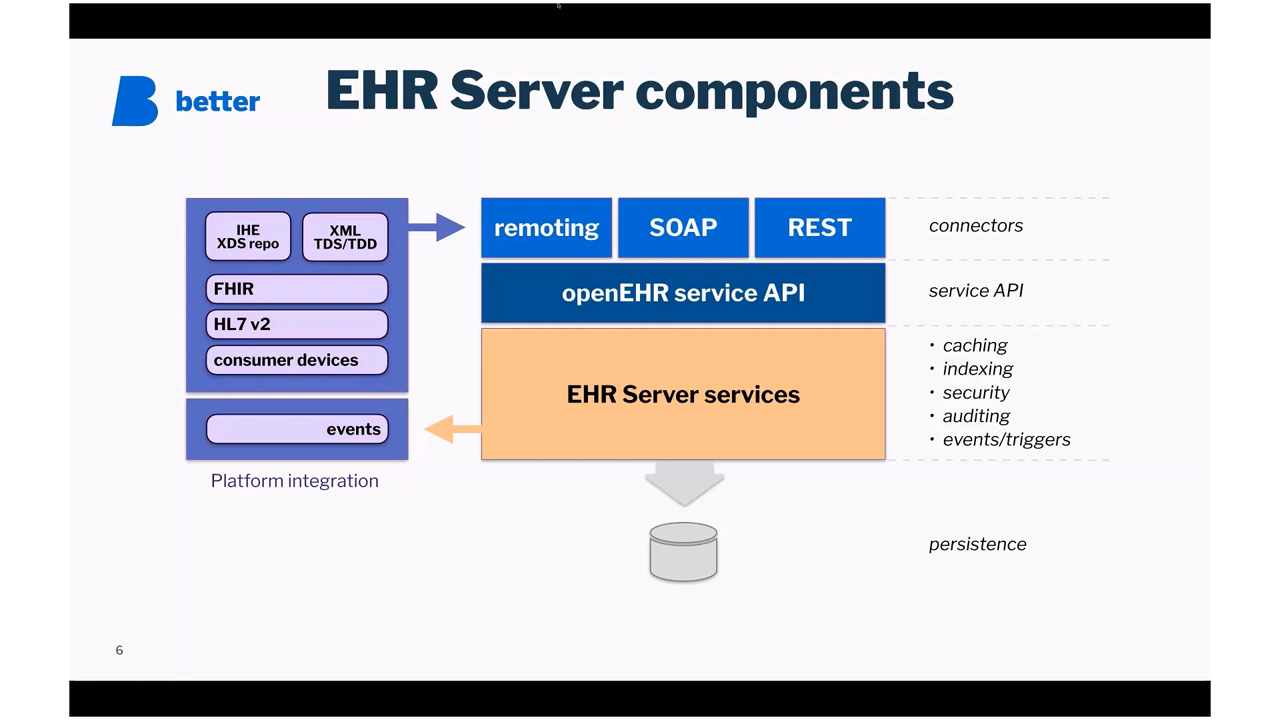 better
EHR Server components
IHE
XDS repo
XML
TDS/TDD
FHIR
HL7 v2
consumer devices
events
Platform integration
remoting
SOAP
REST
openEHR service API
EHR Server services
connectors
service API
• caching
• indexing
• security
• auditing
• events/triggers
persistence
6